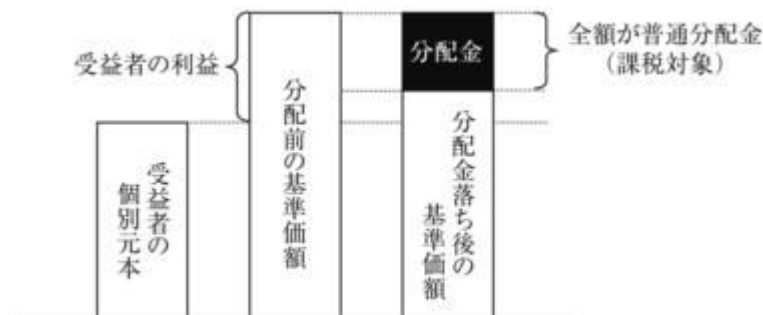 受益者の利益
受益者の
個別元本
分配前の基準価額
分配金
分配金落ち後の
基準価額
全額が普通分配金
（課税対象）